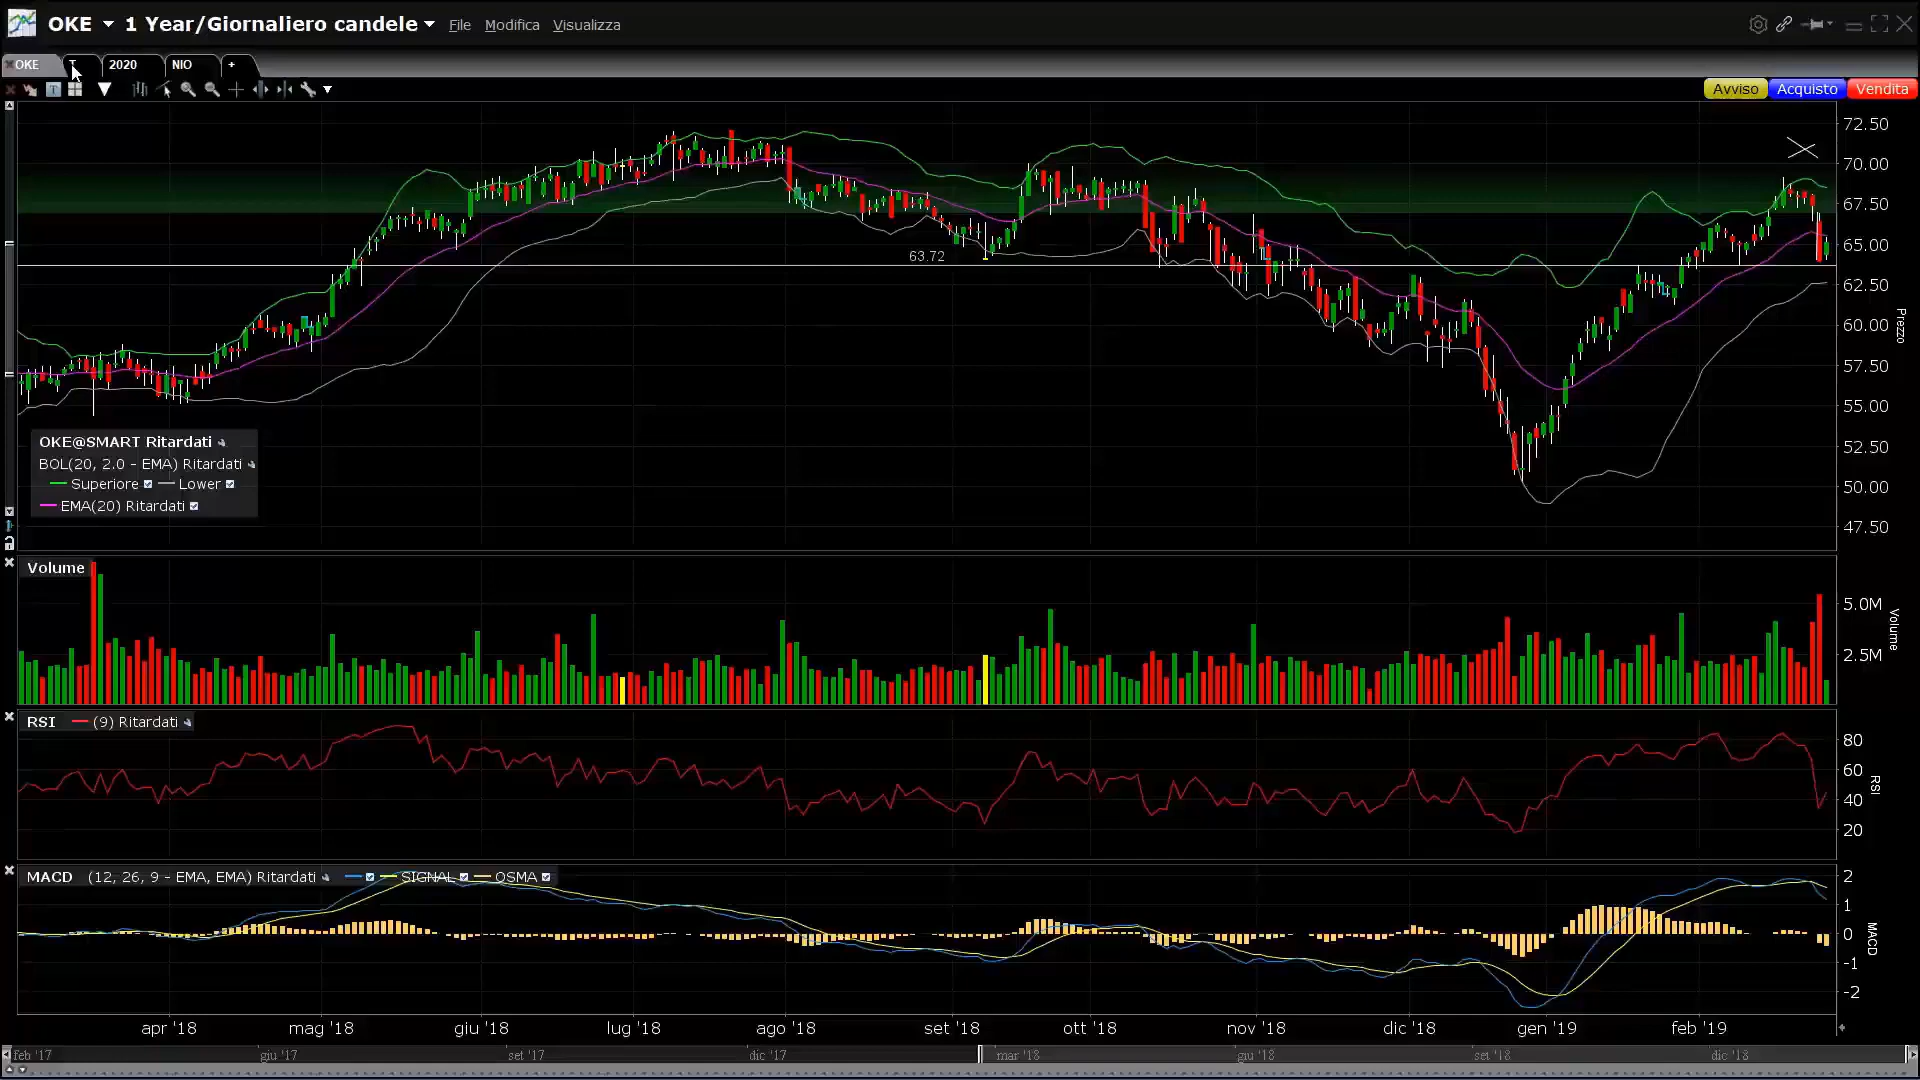 OKE 1 Year/Giornaliero candele File Modifica Visualizza
OKE T 2020 NIO +
Avviso Acquisto Vendita
72.50
70.00
67.50
65.00
62.50
60.00
57.50
55.00
52.50
50.00
47.50
Prezzo
63.72
OKE@SMART Ritardati
BOL(20, 2.0 - EMA) Ritardati
Superiore Lower
EMA(20) Ritardati
Volume
5.0M
2.5M
Volume
RSI (9) Ritardati
80
60
40
20
RSI
MACD (12, 26, 9 - EMA, EMA) Ritardati SIGNAL OSMA
2
1
0
-1
-2
MACD
apr '18 mag '18 giu '18 lug '18 ago '18 set '18 ott '18 nov '18 dic '18 gen '19 feb '19
feb '17 giu '17 set '17 dic '17 mar '18 giu '18 set '18 dic '18